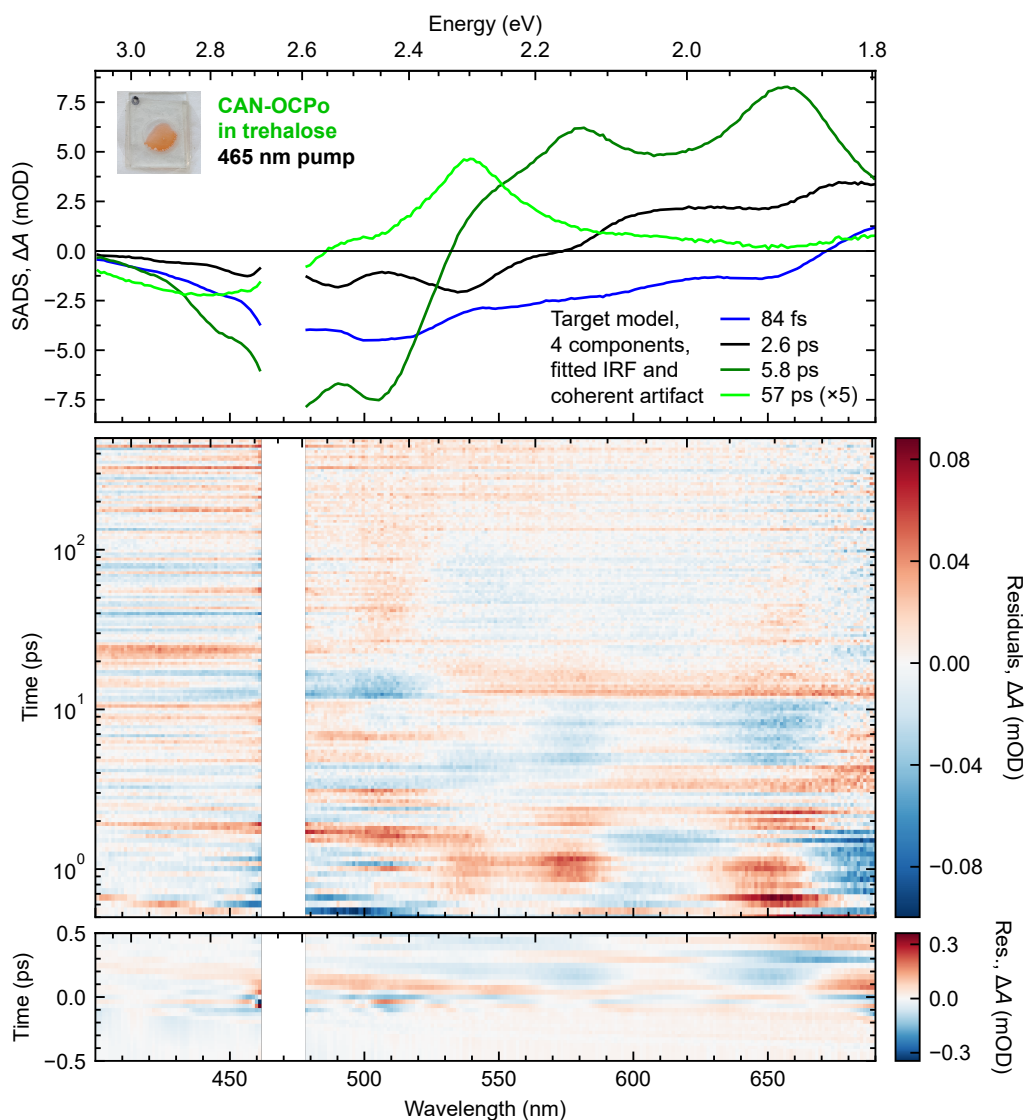 Energy (eV)
3.0 2.8 2.6 2.4 2.2 2.0 1.8
SADS, ΔA (mOD)
7.5
5.0
2.5
0.0
−2.5
−5.0
−7.5
CAN-OCPo
in trehalose
465 nm pump
Target model,
4 components,
fitted IRF and
coherent artifact
84 fs
2.6 ps
5.8 ps
57 ps (×5)
Time (ps)
10²
10¹
10⁰
0.08
0.04
0.00
−0.04
−0.08
Residuals, ΔA (mOD)
Time (ps)
0.5
0.0
−0.5
0.3
0.0
−0.3
Res., ΔA (mOD)
450 500 550 600 650
Wavelength (nm)